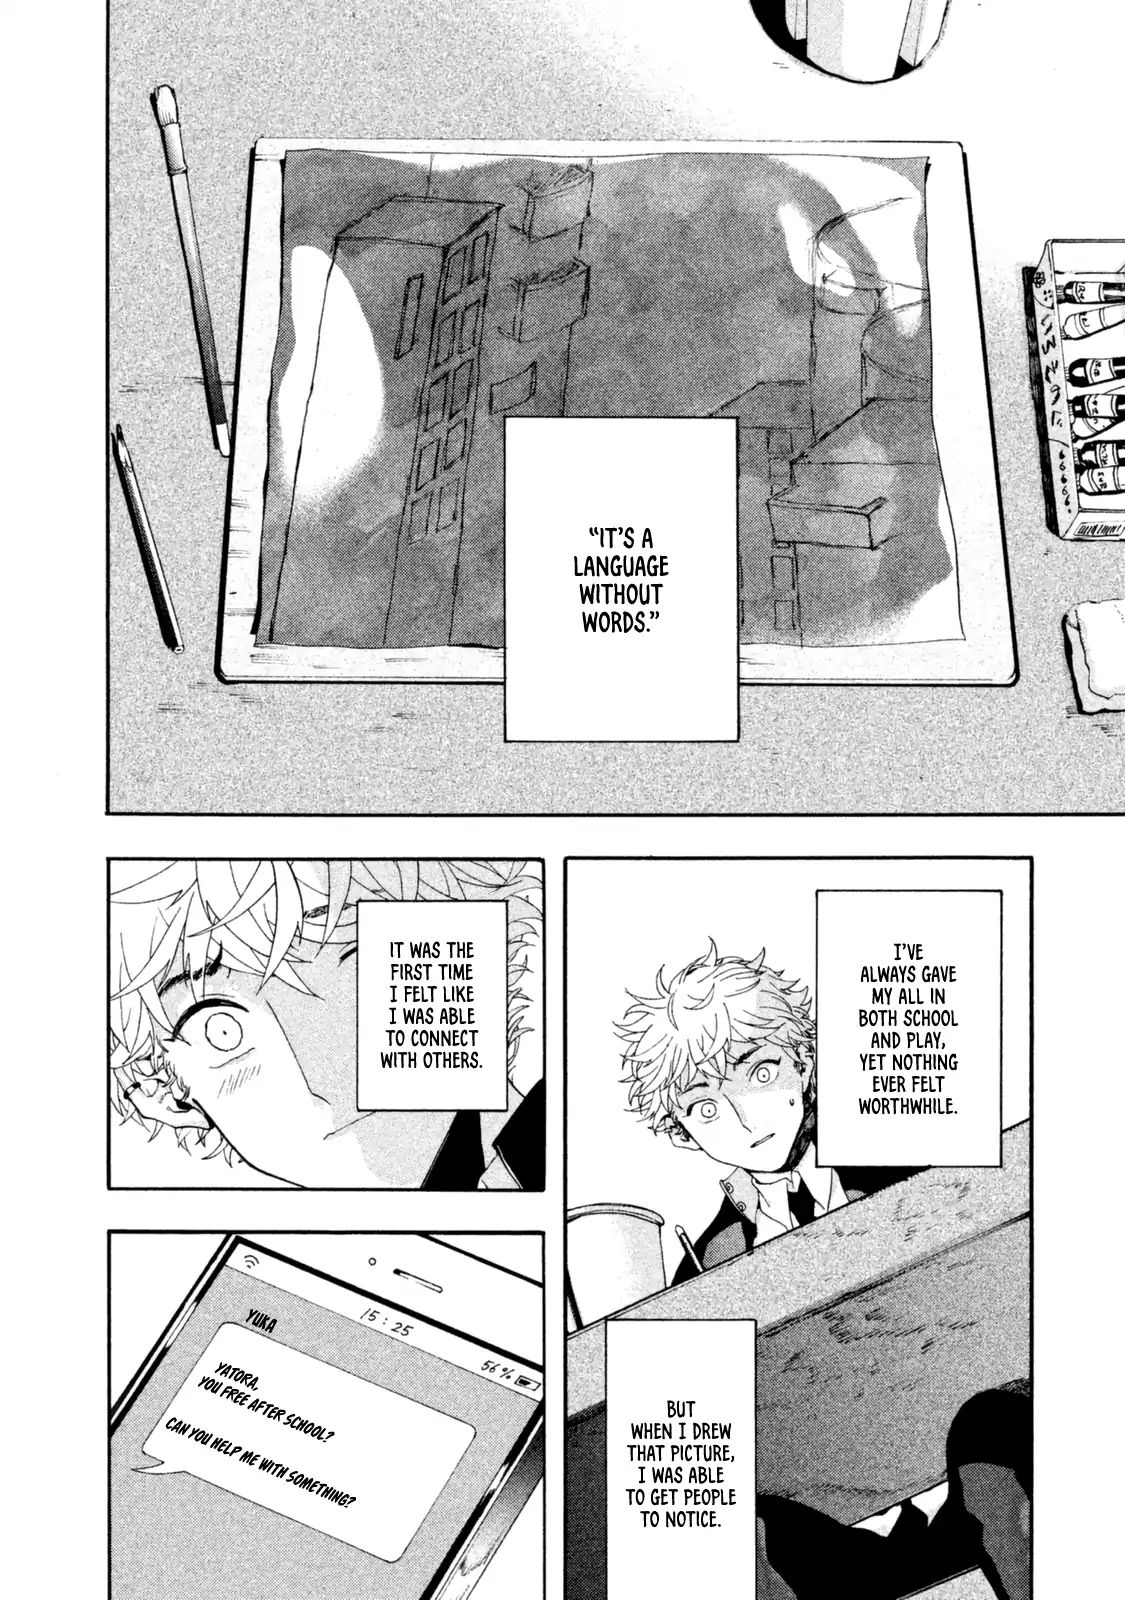 “IT’S A
LANGUAGE
WITHOUT
WORDS.”
I’VE
ALWAYS GAVE
MY ALL IN
BOTH SCHOOL
AND PLAY,
YET NOTHING
EVER FELT
WORTHWHILE.
BUT
WHEN I DREW
THAT PICTURE,
I WAS ABLE
TO GET PEOPLE
TO NOTICE.
IT WAS THE
FIRST TIME
I FELT LIKE
I WAS ABLE
TO CONNECT
WITH OTHERS.
15:25
56%
YUKA
YATORA,
YOU FREE AFTER SCHOOL?
CAN YOU HELP ME WITH SOMETHING?